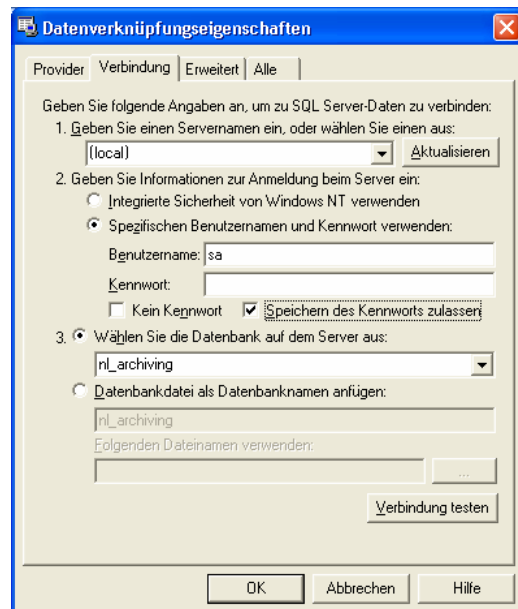 Datenverknüpfungseigenschaften
Provider Verbindung Erweitert Alle
Geben Sie folgende Angaben an, um zu SQL Server-Daten zu verbinden:
1. Geben Sie einen Servernamen ein, oder wählen Sie einen aus:
(local) Aktualisieren
2. Geben Sie Informationen zur Anmeldung beim Server ein:
Integrierte Sicherheit von Windows NT verwenden
Spezifischen Benutzernamen und Kennwort verwenden:
Benutzername: sa
Kennwort:
Kein Kennwort Speichern des Kennworts zulassen
3. Wählen Sie die Datenbank auf dem Server aus:
nl_archiving
Datenbankdatei als Datenbanknamen anfügen:
nl_archiving
Folgenden Dateinamen verwenden:
...
Verbindung testen
OK Abbrechen Hilfe